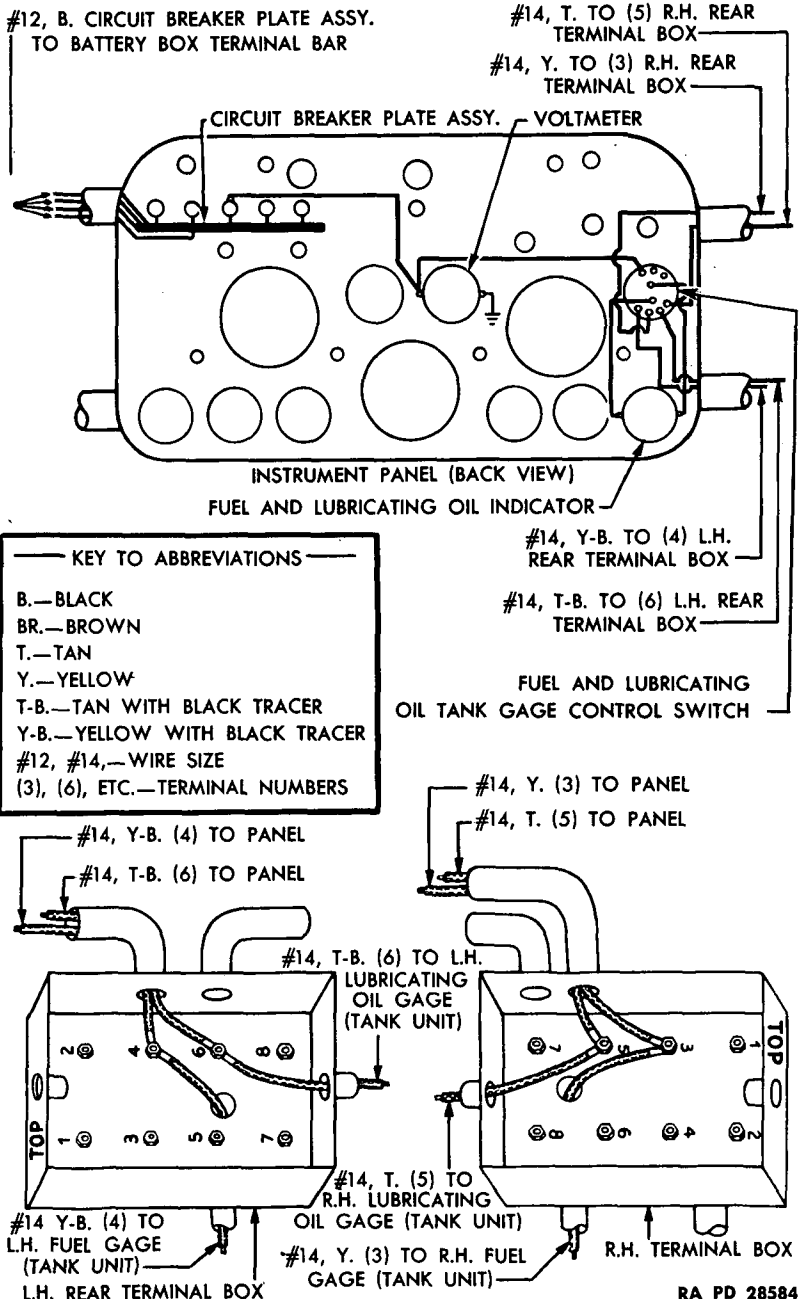 #12, B. CIRCUIT BREAKER PLATE ASSY.
TO BATTERY BOX TERMINAL BAR
#14, T. TO (5) R.H. REAR
TERMINAL BOX
#14, Y. TO (3) R.H. REAR
TERMINAL BOX
CIRCUIT BREAKER PLATE ASSY.
VOLTMETER
INSTRUMENT PANEL (BACK VIEW)
FUEL AND LUBRICATING OIL INDICATOR
#14, Y-B. TO (4) L.H.
REAR TERMINAL BOX
#14, T-B. TO (6) L.H. REAR
TERMINAL BOX
FUEL AND LUBRICATING
OIL TANK GAGE CONTROL SWITCH
KEY TO ABBREVIATIONS
B.—BLACK
BR.—BROWN
T.—TAN
Y.—YELLOW
T-B.—TAN WITH BLACK TRACER
Y-B.—YELLOW WITH BLACK TRACER
#12, #14,—WIRE SIZE
(3), (6), ETC.—TERMINAL NUMBERS
#14, Y-B. (4) TO PANEL
#14, T-B. (6) TO PANEL
#14, Y. (3) TO PANEL
#14, T. (5) TO PANEL
#14, T-B. (6) TO L.H.
LUBRICATING
OIL GAGE
(TANK UNIT)
2 4 6 8
TOP
1 3 5 7
7 5 3 1
TOP
8 6 4 2
#14, T. (5) TO
R.H. LUBRICATING
OIL GAGE (TANK UNIT)
#14 Y-B. (4) TO
L.H. FUEL GAGE
(TANK UNIT)
L.H. REAR TERMINAL BOX
#14, Y. (3) TO R.H. FUEL
GAGE (TANK UNIT)
R.H. TERMINAL BOX
RA PD 28584